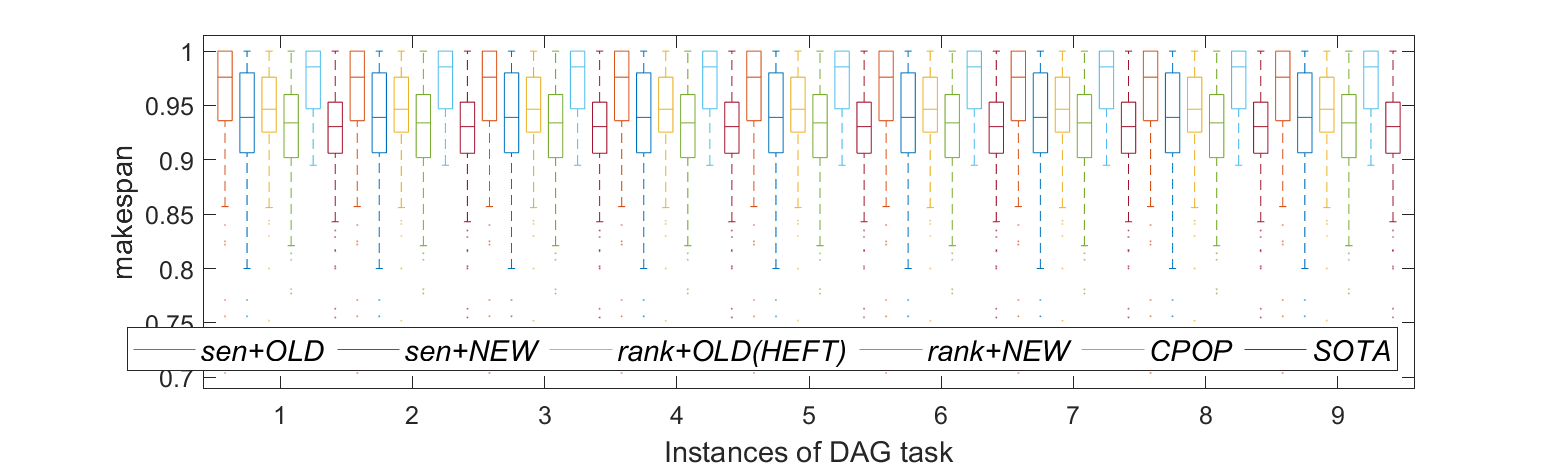 makespan
1
0.95
0.9
0.85
0.8
0.75
0.7
sen+OLD sen+NEW rank+OLD(HEFT) rank+NEW CPOP SOTA
1 2 3 4 5 6 7 8 9
Instances of DAG task